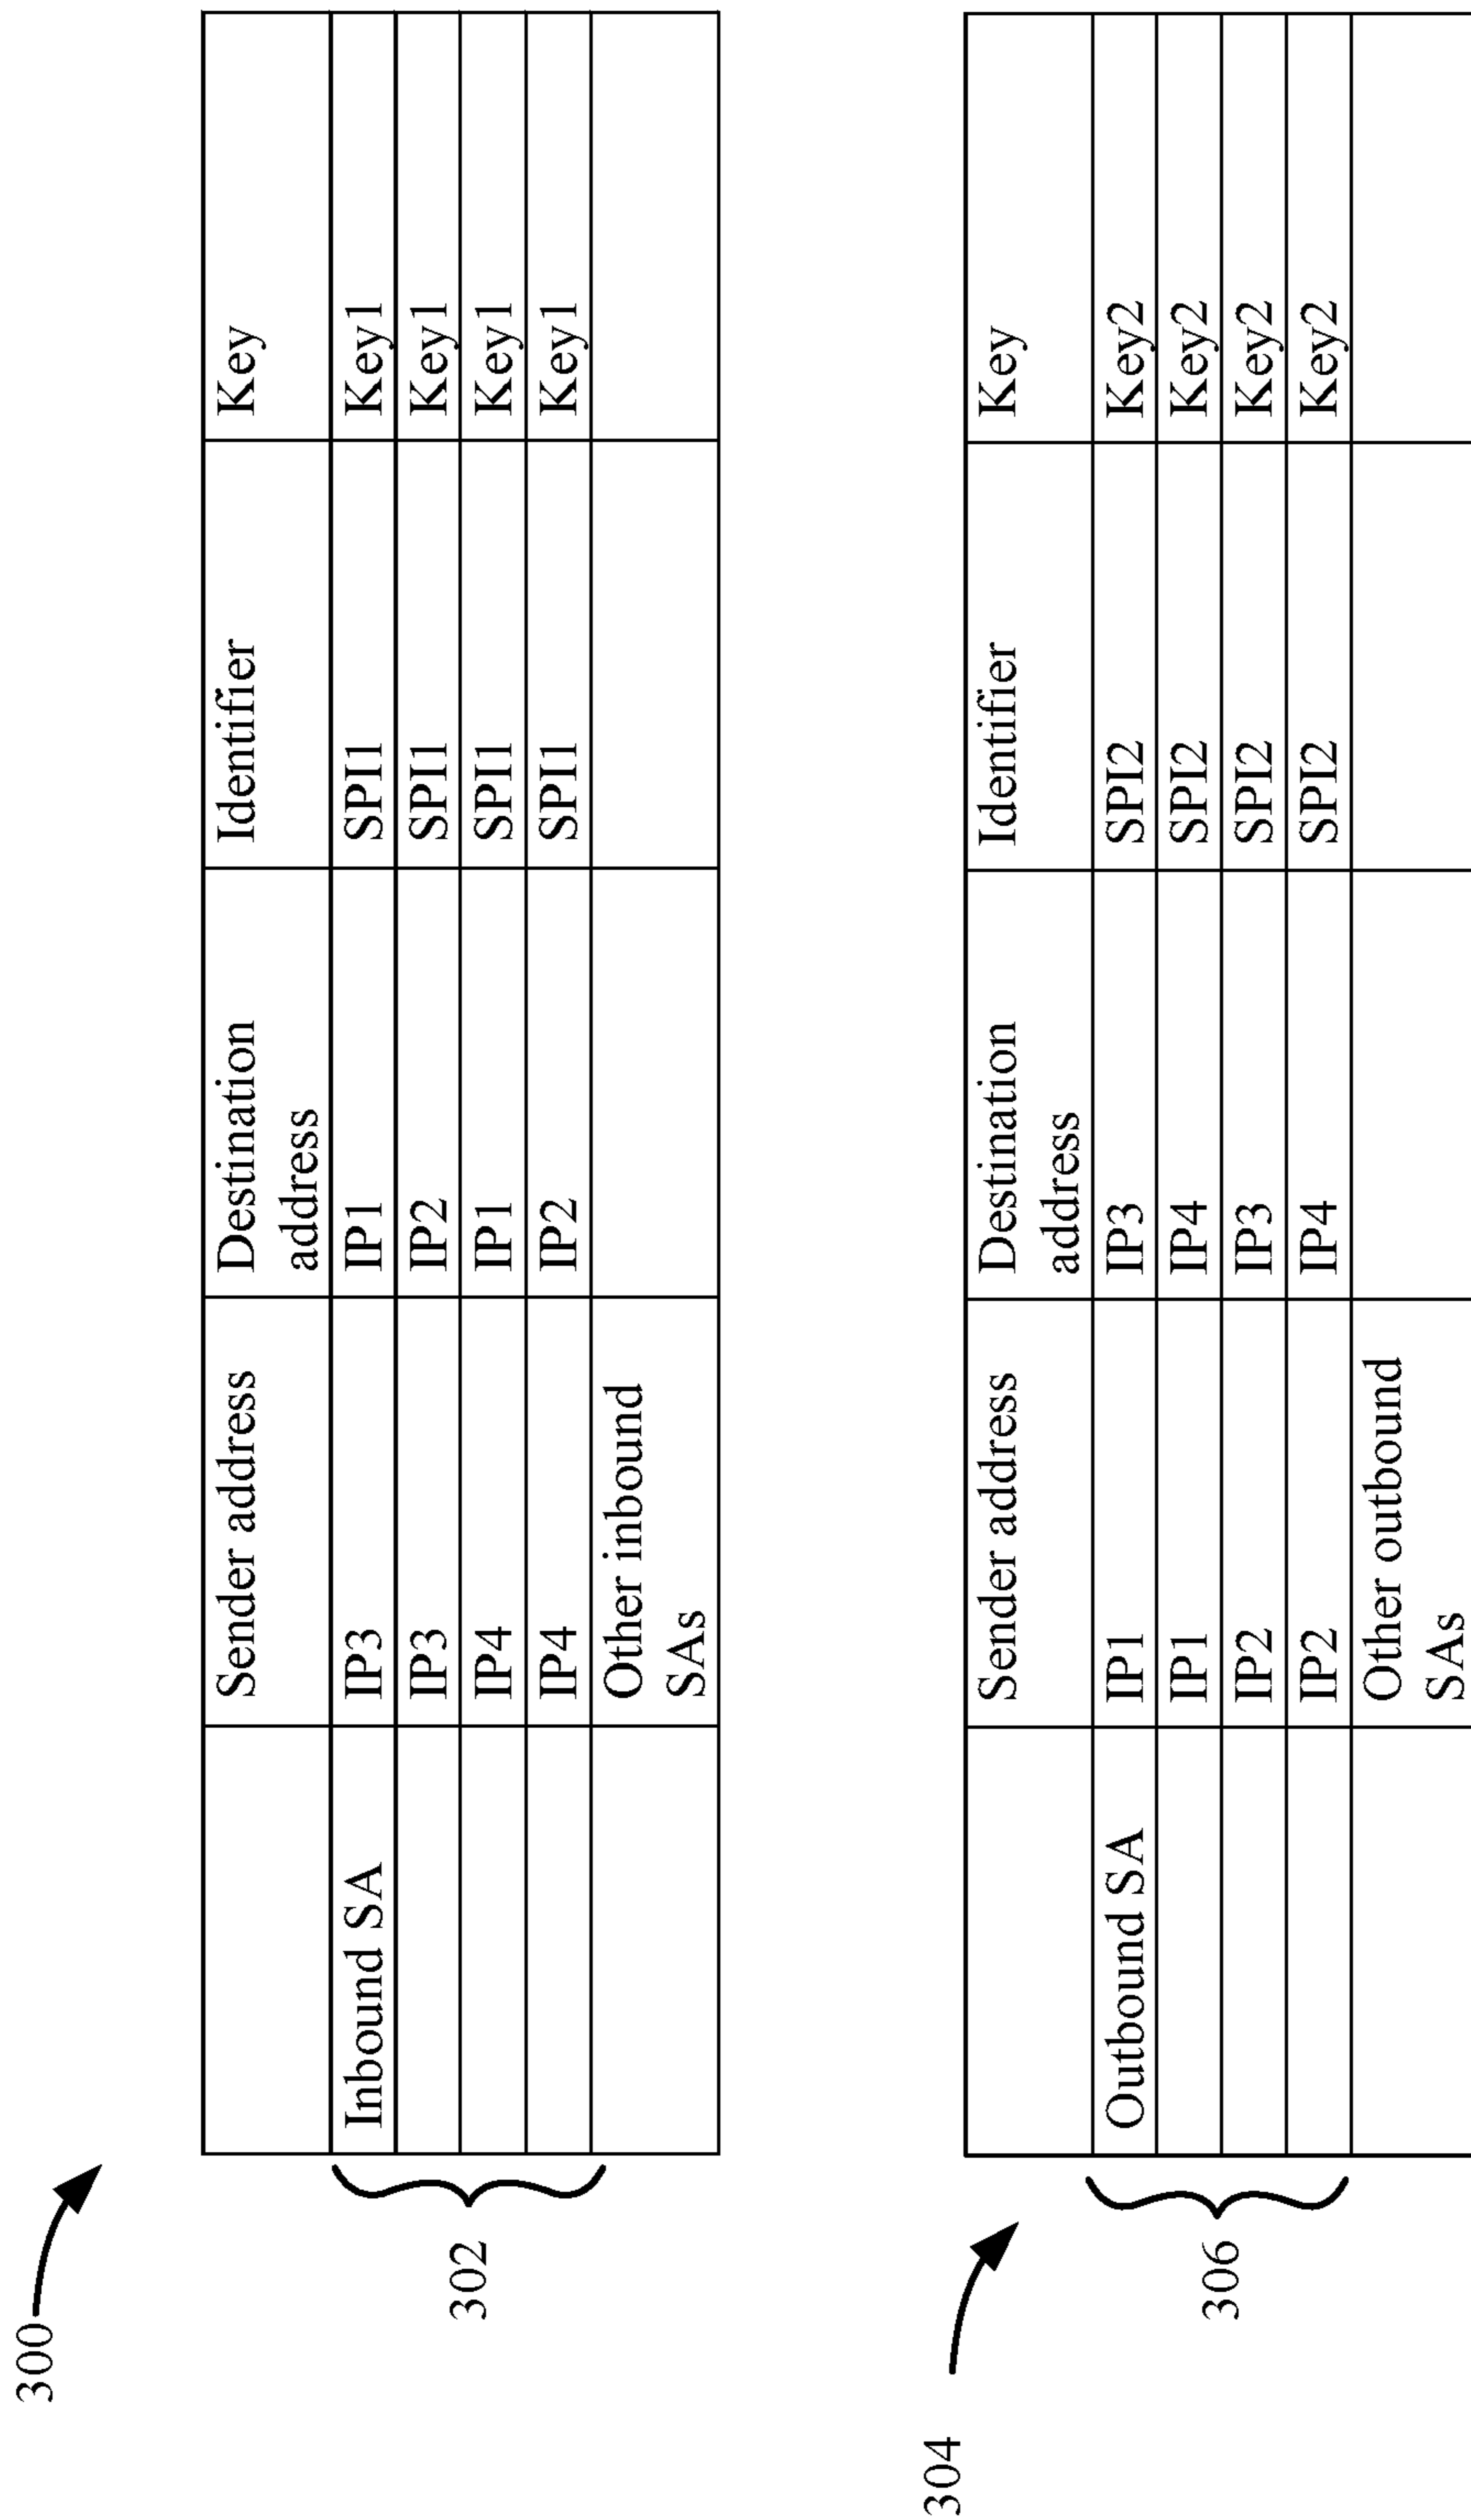 300
Sender address Destination address Identifier Key
Inbound SA IP3 IP1 SPI1 Key1
IP3 IP2 SPI1 Key1
IP4 IP1 SPI1 Key1
IP4 IP2 SPI1 Key1
Other inbound
SAs
302
304
Sender address Destination address Identifier Key
Outbound SA IP1 IP3 SPI2 Key2
IP1 IP4 SPI2 Key2
IP2 IP3 SPI2 Key2
IP2 IP4 SPI2 Key2
Other outbound
SAs
306